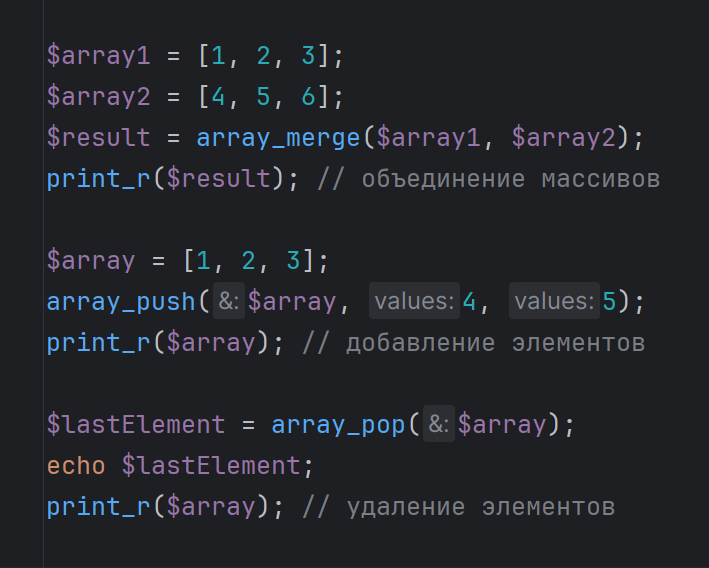 $array1 = [1, 2, 3];
$array2 = [4, 5, 6];
$result = array_merge($array1, $array2);
print_r($result); // объединение массивов
$array = [1, 2, 3];
array_push(&: $array, values: 4, values: 5);
print_r($array); // добавление элементов
$lastElement = array_pop(&: $array);
echo $lastElement;
print_r($array); // удаление элементов